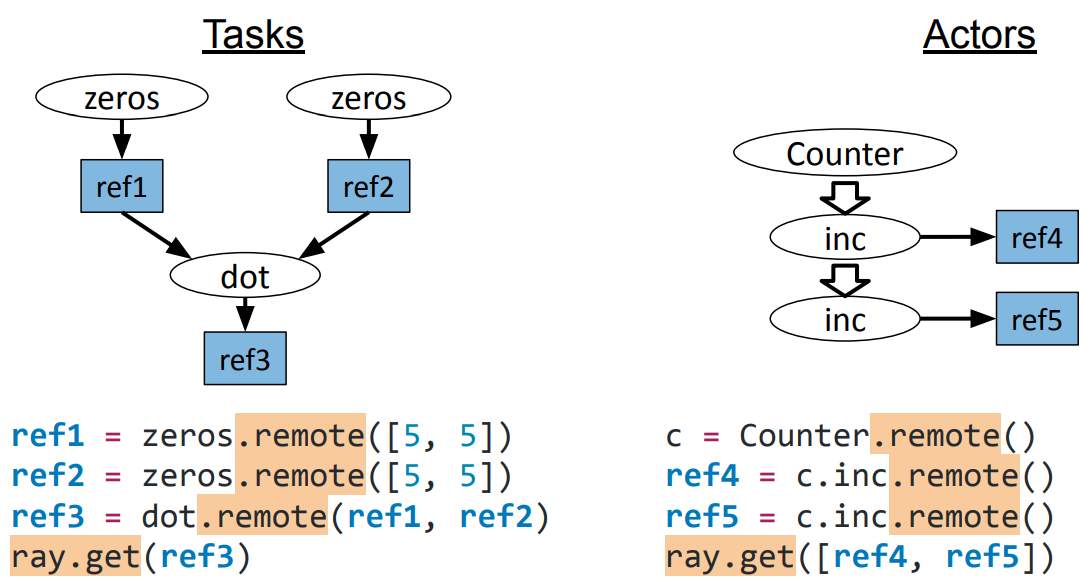 Tasks
zeros
zeros
ref1
ref2
dot
ref3
ref1 = zeros.remote([5, 5])
ref2 = zeros.remote([5, 5])
ref3 = dot.remote(ref1, ref2)
ray.get(ref3)
Actors
Counter
inc
ref4
inc
ref5
c = Counter.remote()
ref4 = c.inc.remote()
ref5 = c.inc.remote()
ray.get([ref4, ref5])